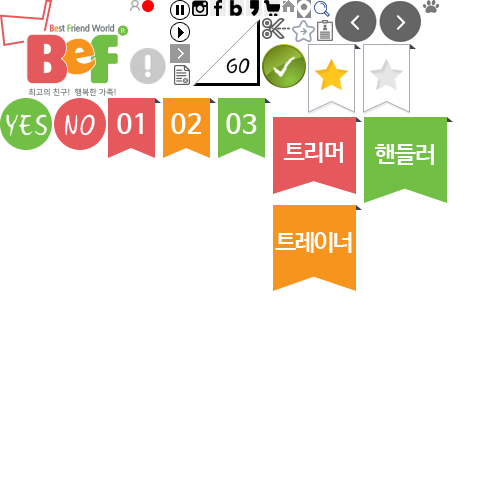 Best Friend World
BeF®
최고의 친구! 행복한 가족!
GO
YES
NO
01
02
03
트리머
핸들러
트레이너